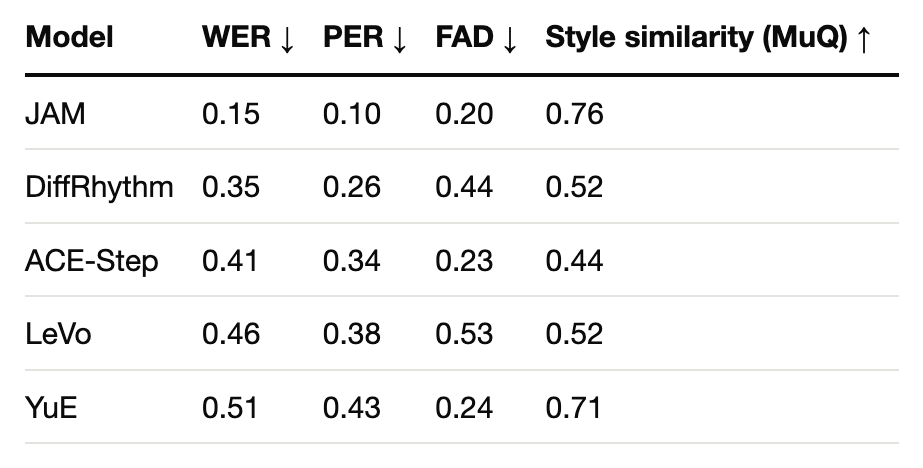 Model WER ↓ PER ↓ FAD ↓ Style similarity (MuQ) ↑
JAM 0.15 0.10 0.20 0.76
DiffRhythm 0.35 0.26 0.44 0.52
ACE-Step 0.41 0.34 0.23 0.44
LeVo 0.46 0.38 0.53 0.52
YuE 0.51 0.43 0.24 0.71